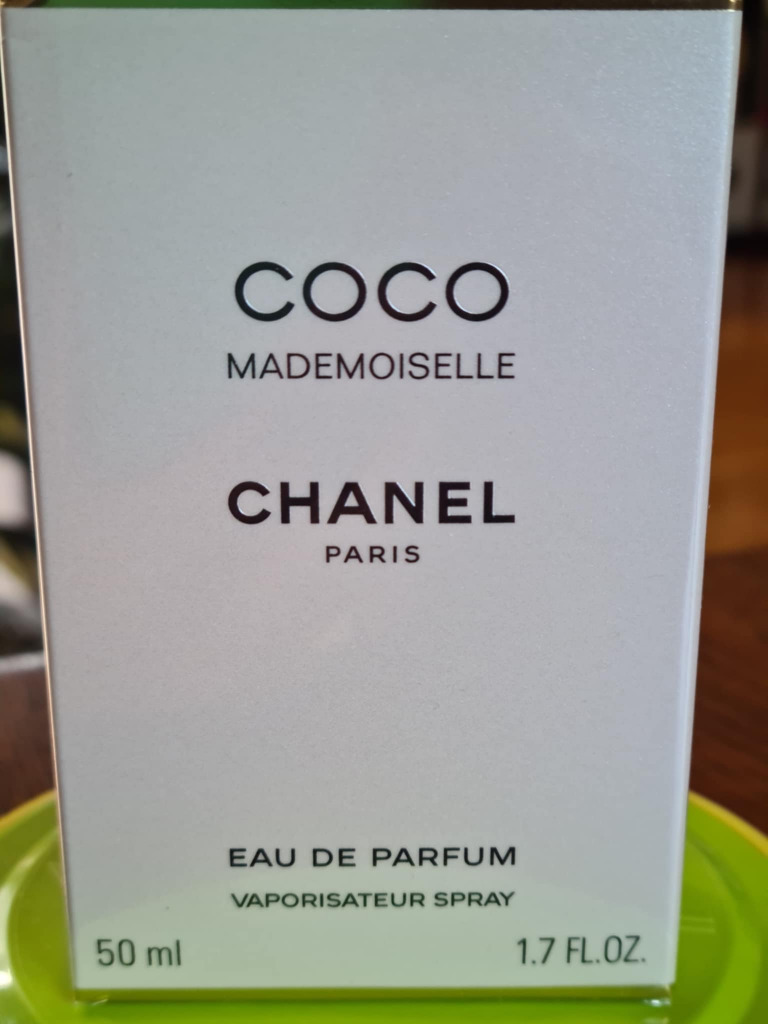 COCO
MADEMOISELLE
CHANEL
PARIS
EAU DE PARFUM
VAPORISATEUR SPRAY
50 ml 1.7 FL.OZ.